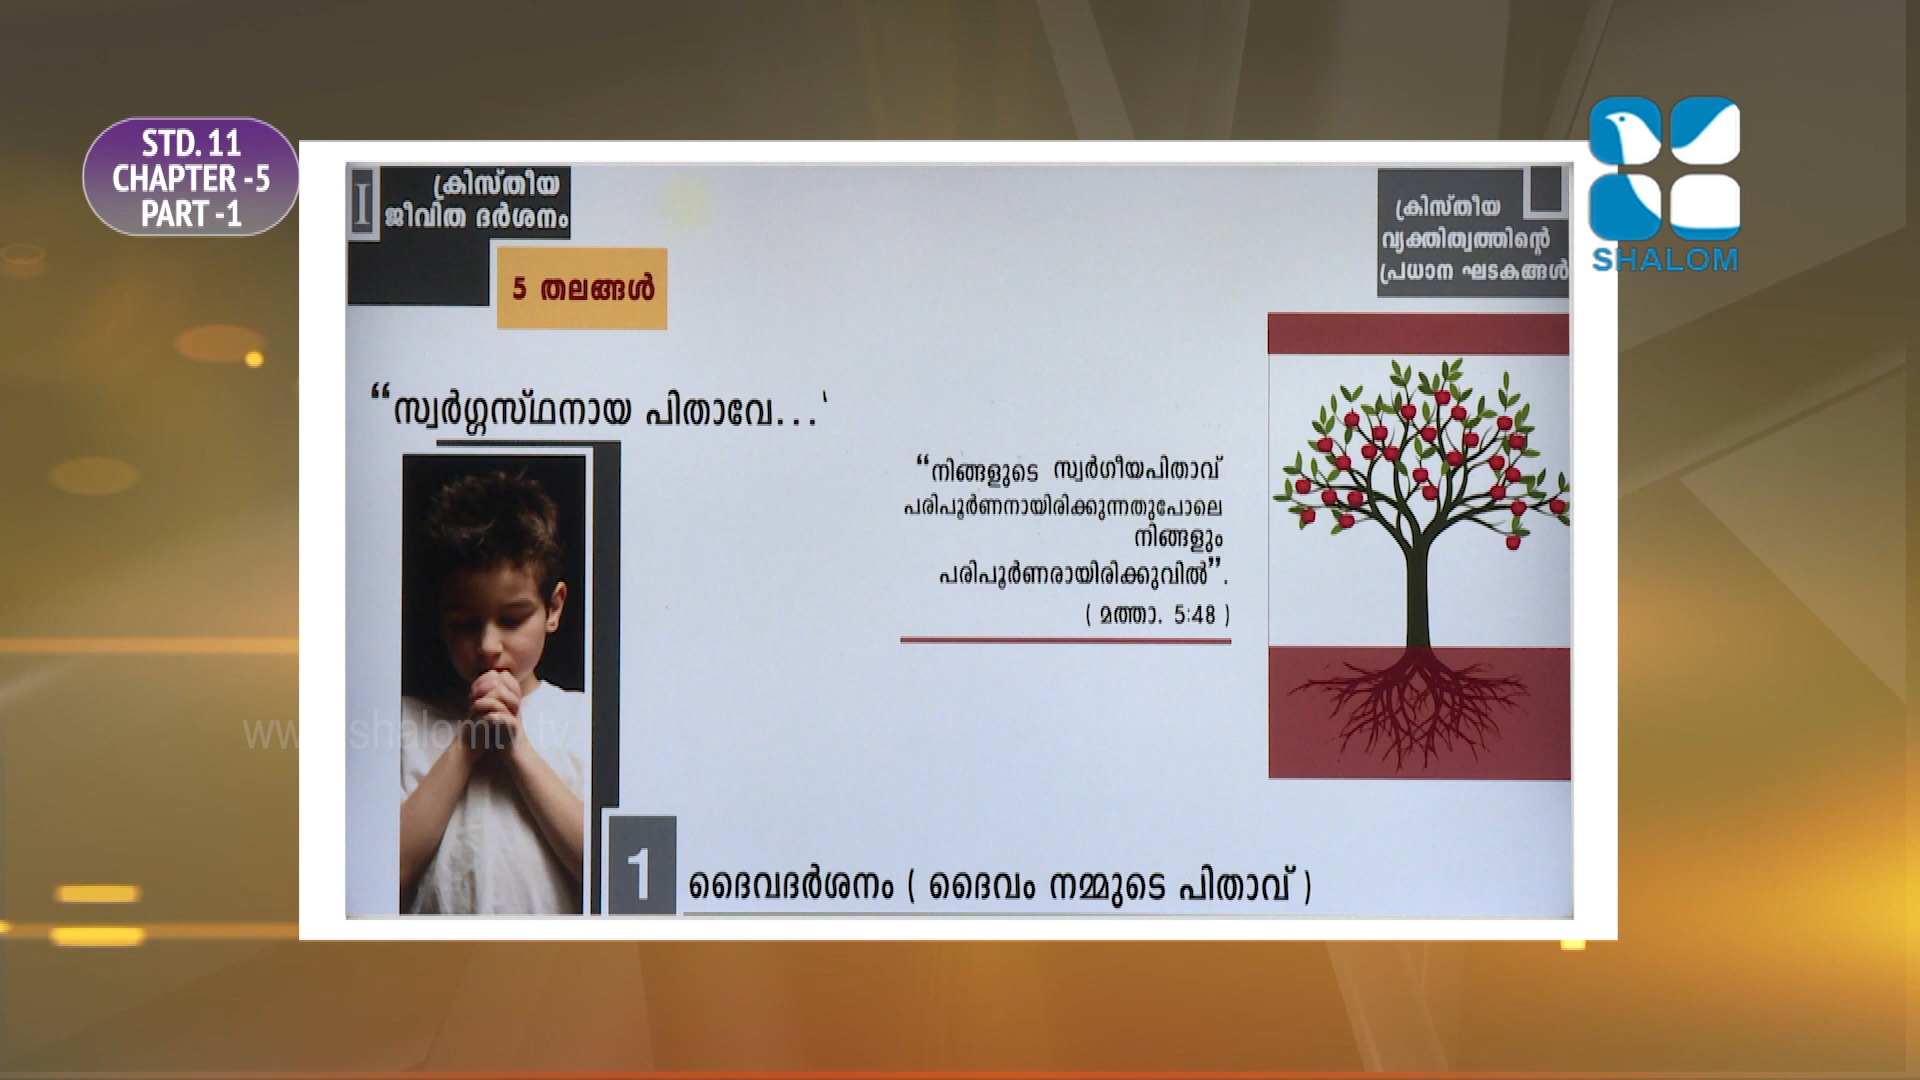 STD. 11
CHAPTER -5
PART -1
I ക്രിസ്തീയ
ജീവിത ദർശനം
5 തലങ്ങൾ
ക്രിസ്തീയ
വ്യക്തിത്വത്തിന്റെ
പ്രധാന ഘടകങ്ങൾ
SHALOM
“സ്വർഗ്ഗസ്ഥനായ പിതാവേ...‘
“നിങ്ങളുടെ സ്വർഗീയപിതാവ്
പരിപൂർണനായിരിക്കുന്നതുപോലെ
നിങ്ങളും
പരിപൂർണരായിരിക്കുവിൽ”.
( മത്താ. 5:48 )
www.shalomtv.tv
1 ദൈവദർശനം ( ദൈവം നമ്മുടെ പിതാവ് )